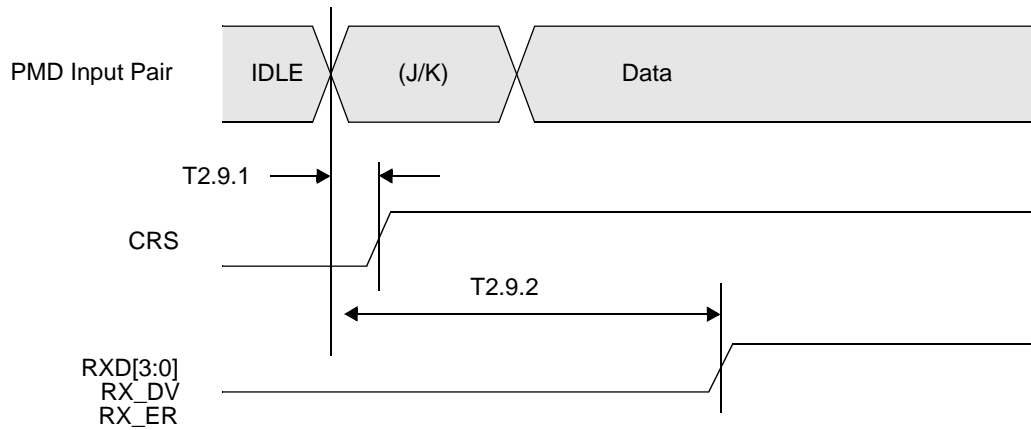 PMD Input Pair
IDLE
(J/K)
Data
T2.9.1
CRS
T2.9.2
RXD[3:0]
RX_DV
RX_ER